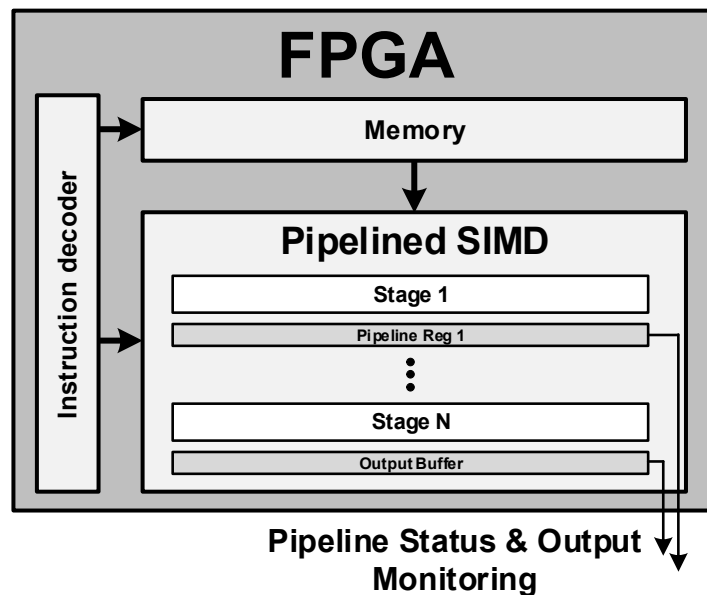 FPGA
Instruction decoder
Memory
Pipelined SIMD
Stage 1
Pipeline Reg 1
Stage N
Output Buffer
Pipeline Status & Output
Monitoring